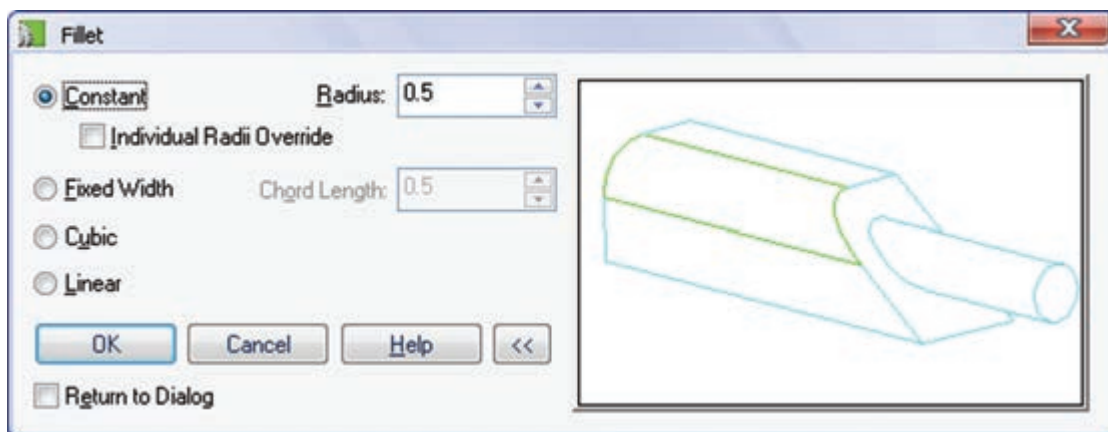 Fillet
Constant Radius: 0.5
Individual Radii Override
Fixed Width Chord Length: 0.5
Cubic
Linear
OK Cancel Help <<
Return to Dialog